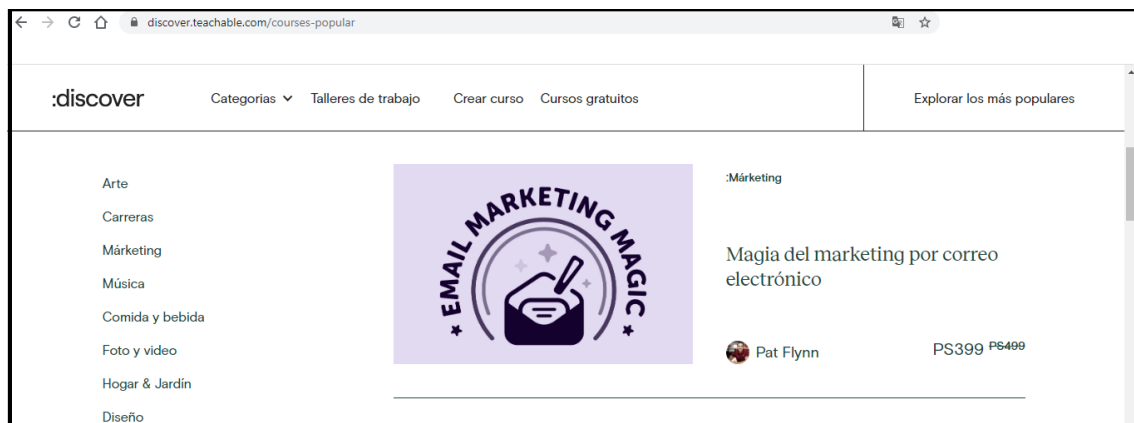 discover.teachable.com/courses-popular
:discover
Categorias
Talleres de trabajo
Crear curso
Cursos gratuitos
Explorar los más populares
Arte
Carreras
Márketing
Música
Comida y bebida
Foto y video
Hogar & Jardín
Diseño
EMAIL MARKETING MAGIC
:Márketing
Magia del marketing por correo
electrónico
Pat Flynn
PS399 PS499